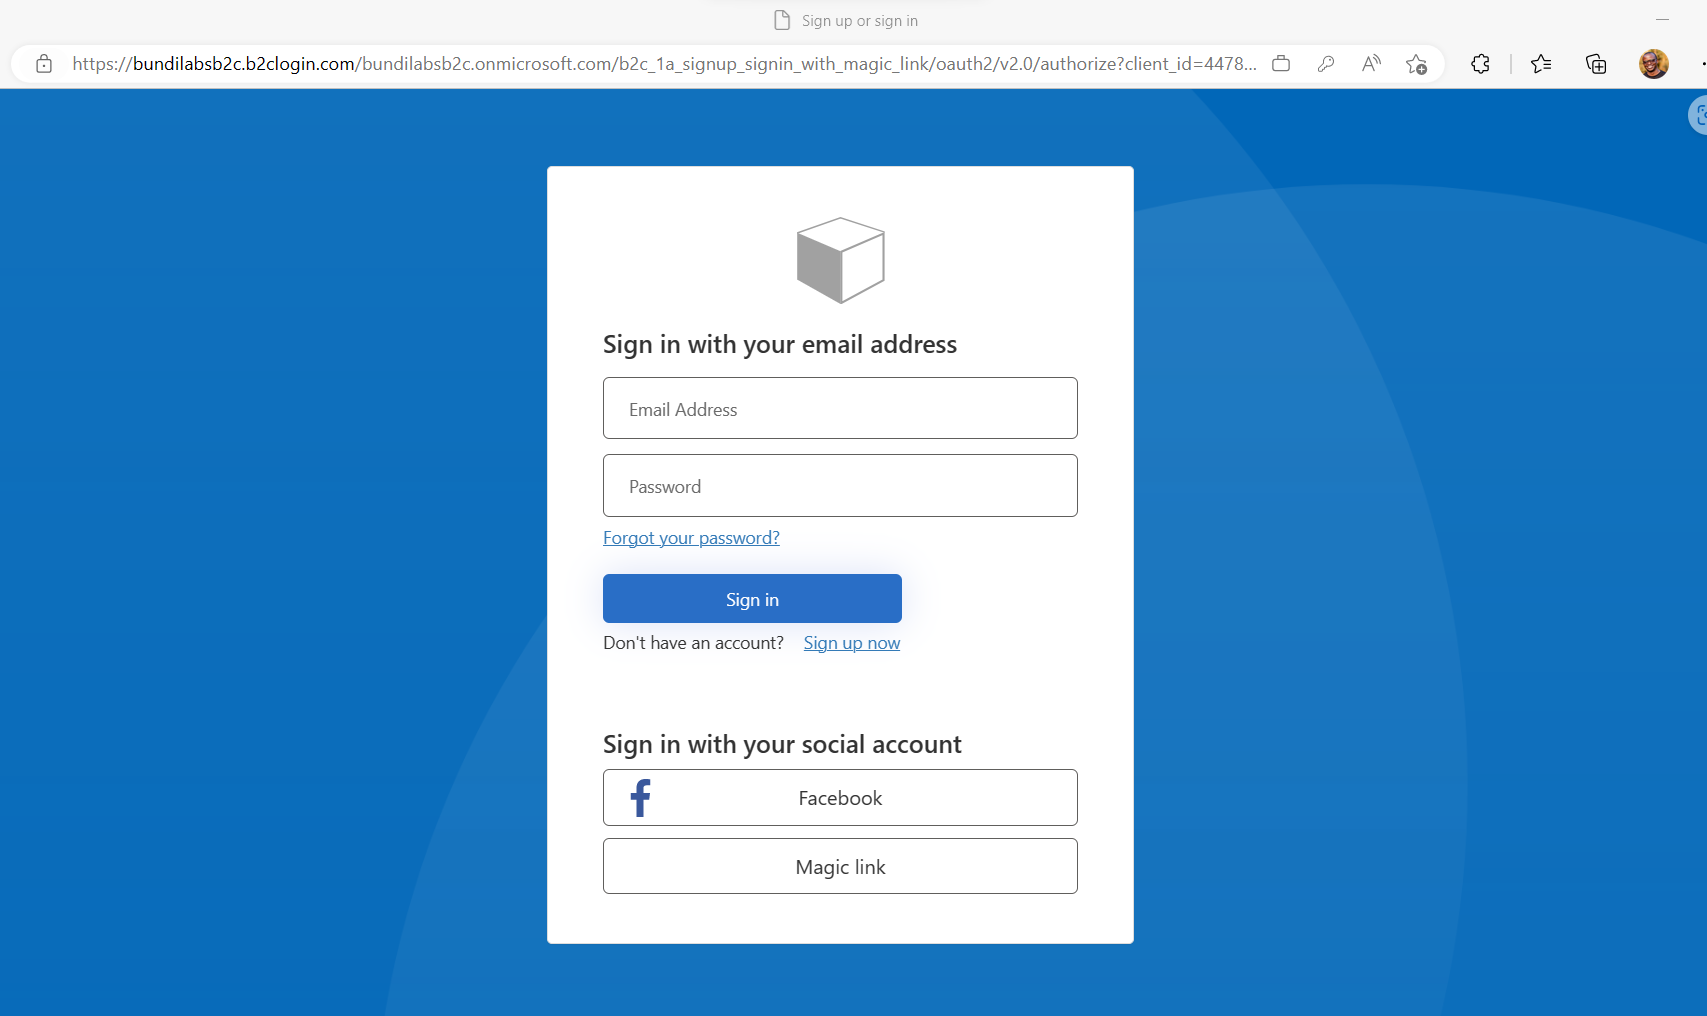 Sign up or sign in
https://bundilabsb2c.b2clogin.com/bundilabsb2c.onmicrosoft.com/b2c_1a_signup_signin_with_magic_link/oauth2/v2.0/authorize?client_id=4478...
Sign in with your email address
Email Address
Password
Forgot your password?
Sign in
Don't have an account? Sign up now
Sign in with your social account
Facebook
Magic link